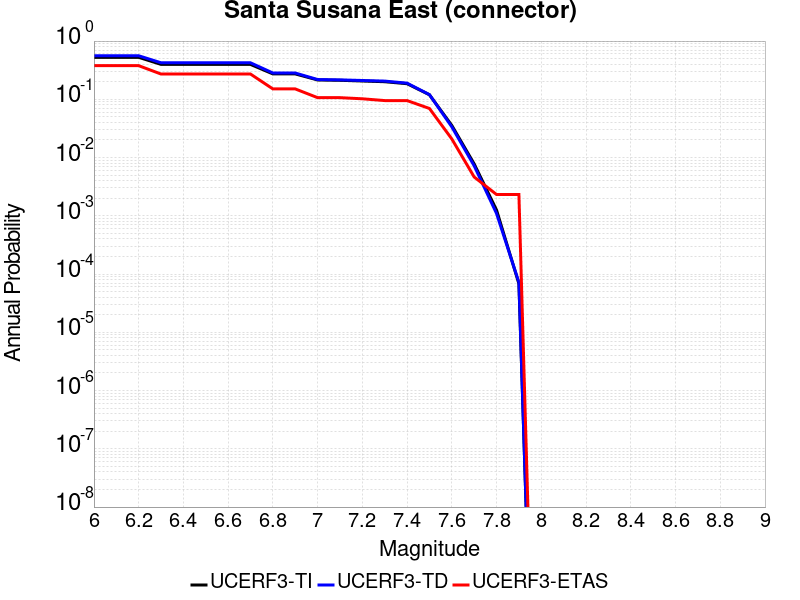 Santa Susana East (connector)
10^0
10^-1
10^-2
10^-3
10^-4
10^-5
10^-6
10^-7
10^-8
Annual Probability
6 6.2 6.4 6.6 6.8 7 7.2 7.4 7.6 7.8 8 8.2 8.4 8.6 8.8 9
Magnitude
UCERF3-TI UCERF3-TD UCERF3-ETAS